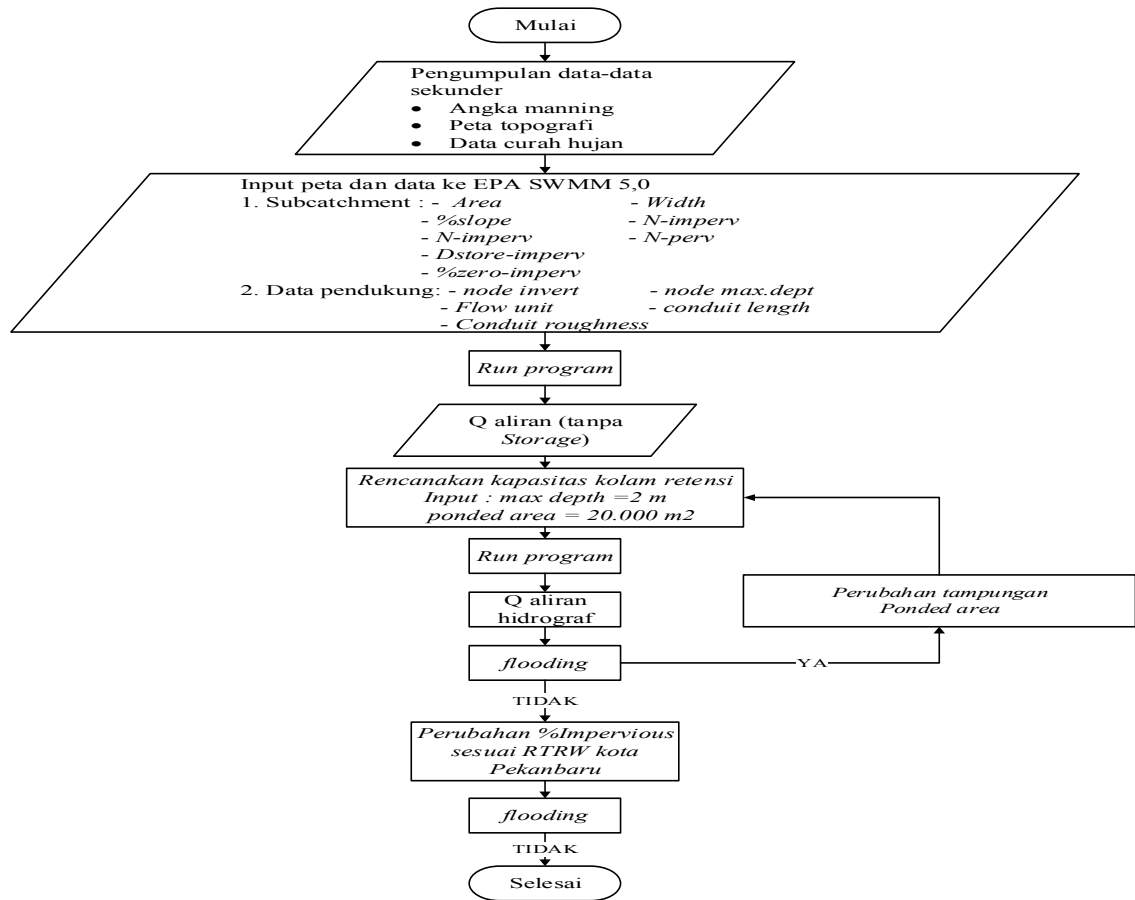 Mulai
Pengumpulan data-data
sekunder
• Angka manning
• Peta topografi
• Data curah hujan
Input peta dan data ke EPA SWMM 5,0
1. Subcatchment : - Area - Width
- %slope - N-imperv
- N-imperv - N-perv
- Dstore-imperv
- %zero-imperv
2. Data pendukung: - node invert - node max.dept
- Flow unit - conduit length
- Conduit roughness
Run program
Q aliran (tanpa
Storage)
Rencanakan kapasitas kolam retensi
Input : max depth =2 m
ponded area = 20.000 m2
Run program
Perubahan tampungan
Ponded area
Q aliran
hidrograf
flooding
YA
TIDAK
Perubahan %Impervious
sesuai RTRW kota
Pekanbaru
flooding
TIDAK
Selesai